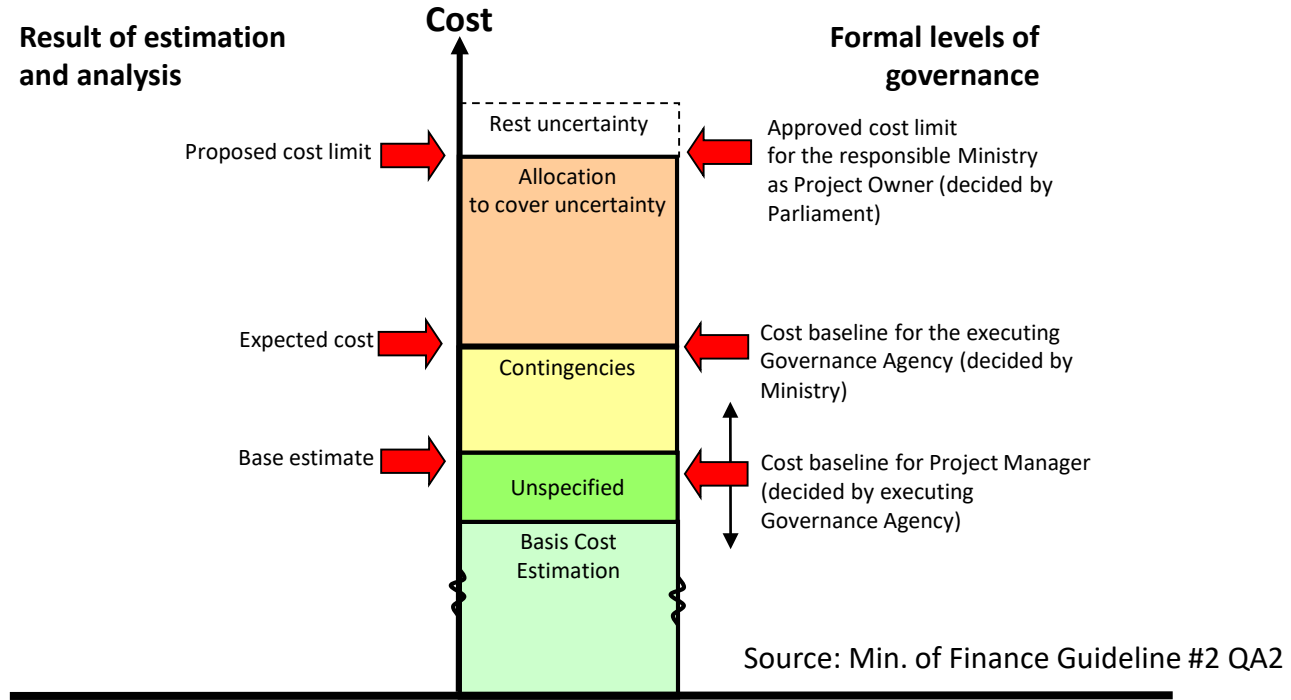 Cost
Result of estimation
and analysis
Formal levels of
governance
Rest uncertainty
Proposed cost limit
Approved cost limit
for the responsible Ministry
as Project Owner (decided by
Parliament)
Allocation
to cover uncertainty
Expected cost
Cost baseline for the executing
Governance Agency (decided by
Ministry)
Contingencies
Base estimate
Cost baseline for Project Manager
(decided by executing
Governance Agency)
Unspecified
Basis Cost
Estimation
Source: Min. of Finance Guideline #2 QA2